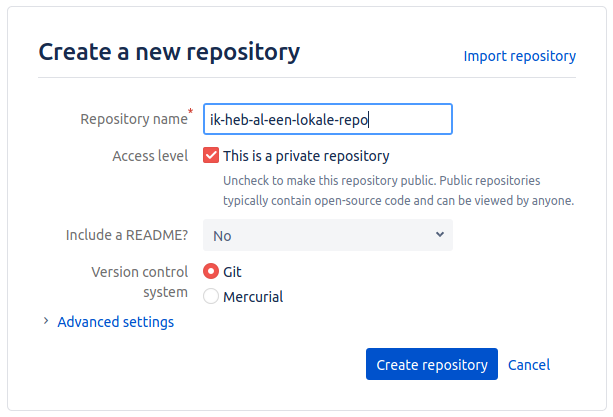 Create a new repository
Import repository
Repository name*
ik-heb-al-een-lokale-repo
Access level
This is a private repository
Uncheck to make this repository public. Public repositories
typically contain open-source code and can be viewed by anyone.
Include a README?
No
Version control
system
Git
Mercurial
Advanced settings
Create repository
Cancel